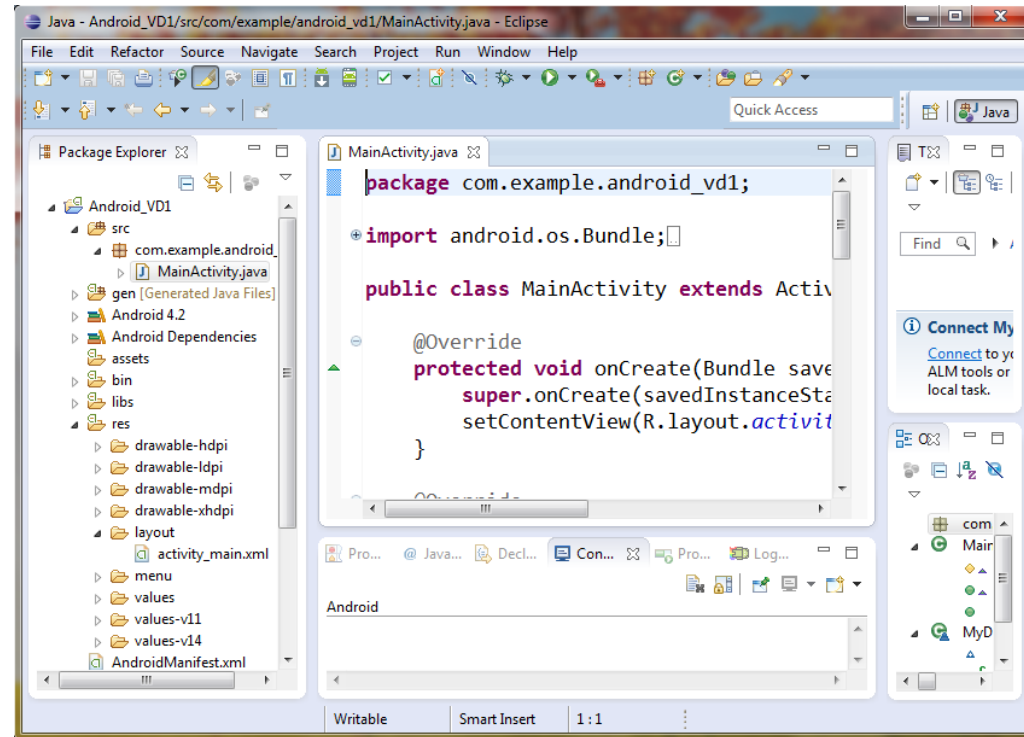 Java - Android_VD1/src/com/example/android_vd1/MainActivity.java - Eclipse
File Edit Refactor Source Navigate Search Project Run Window Help
Quick Access
Java
Package Explorer
Android_VD1
src
com.example.android_
MainActivity.java
gen [Generated Java Files]
Android 4.2
Android Dependencies
assets
bin
libs
res
drawable-hdpi
drawable-ldpi
drawable-mdpi
drawable-xhdpi
layout
activity_main.xml
menu
values
values-v11
values-v14
AndroidManifest.xml
MainActivity.java
package com.example.android_vd1;
import android.os.Bundle;
public class MainActivity extends Activ
@Override
protected void onCreate(Bundle save
super.onCreate(savedInstanceSta
setContentView(R.layout.activit
}
@Override
Pro... @ Java... Decl... Con... Pro... Log...
Android
T
Find
Connect My
Connect to yo
ALM tools or
local task.
O
com
Main
MyD
Writable Smart Insert 1 : 1